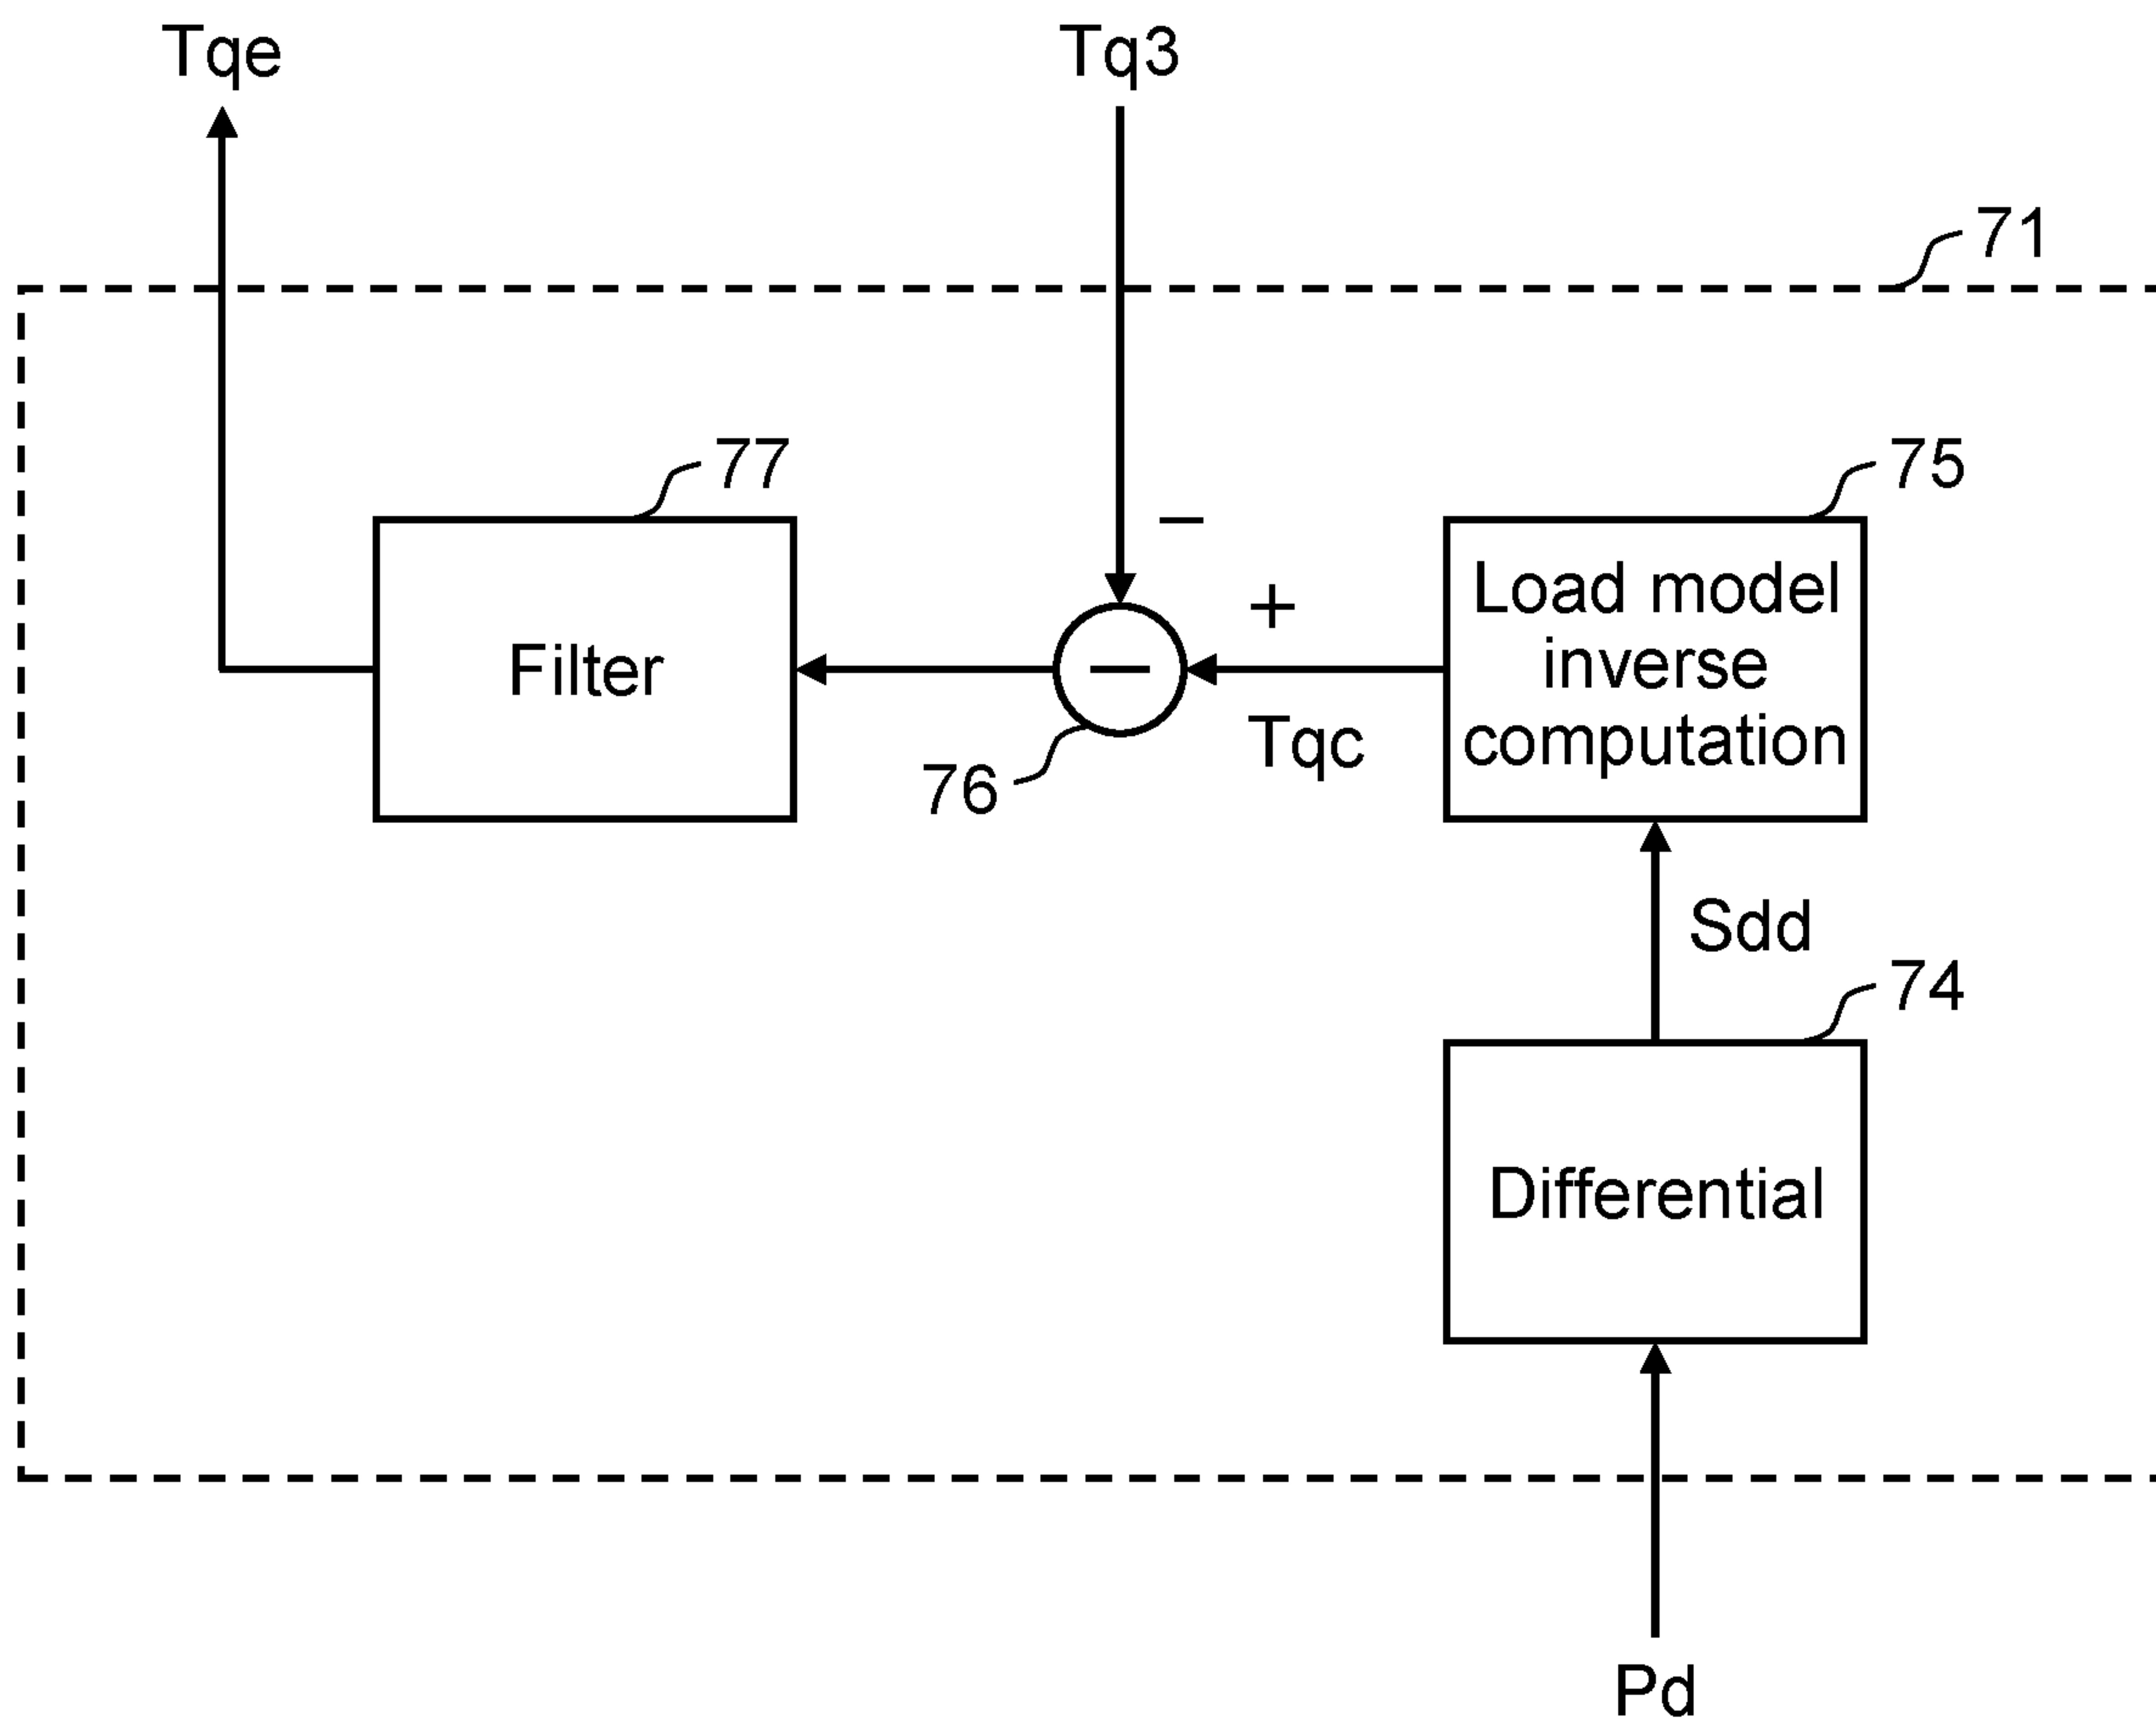 Tqe
Tq3
71
77
75
−
+
Load model
inverse
computation
Filter
−
Tqc
76
Sdd
74
Differential
Pd